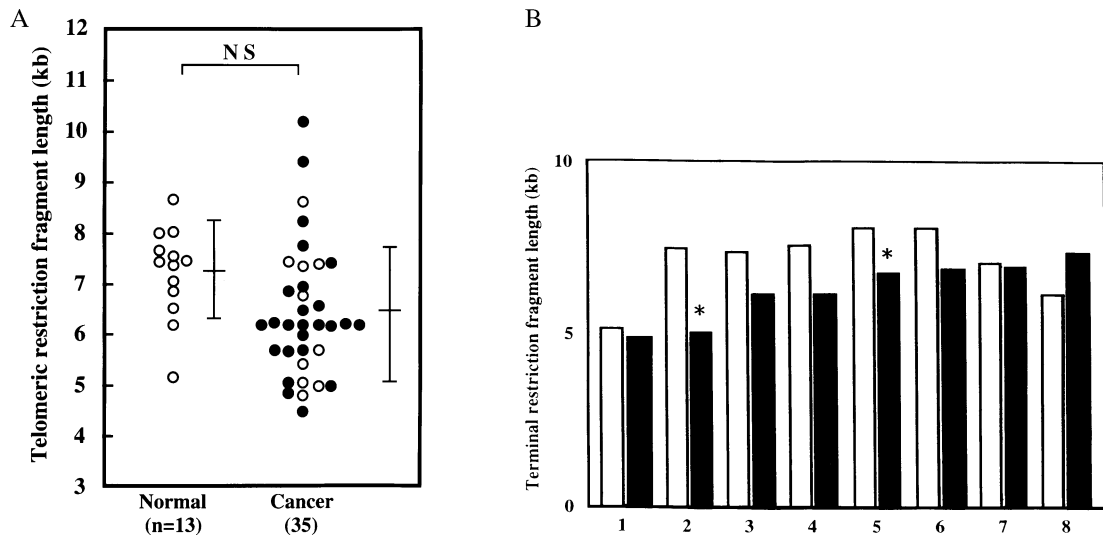 A
Telomeric restriction fragment length (kb)
12
11
10
9
8
7
6
5
4
3
N S
Normal
(n=13)
Cancer
(35)
B
Terminal restriction fragment length (kb)
10
5
0
*
*
1 2 3 4 5 6 7 8